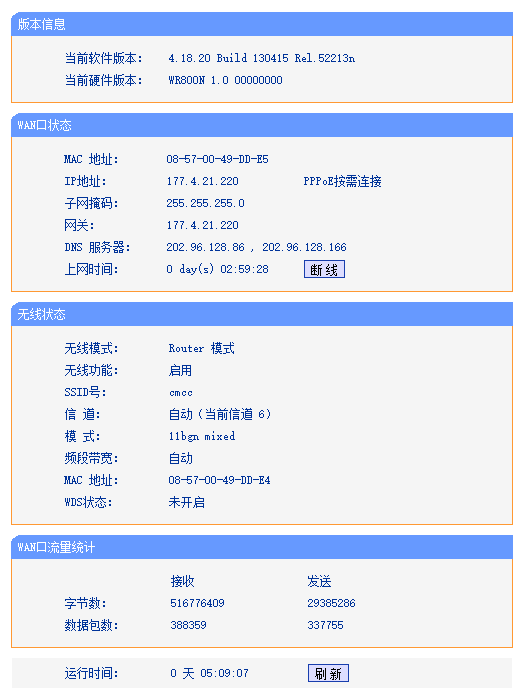 版本信息
当前软件版本： 4.18.20 Build 130415 Rel.52213n
当前硬件版本： WR800N 1.0 00000000
WAN口状态
MAC 地址： 08-57-00-49-DD-E5
IP地址： 177.4.21.220 PPPoE按需连接
子网掩码： 255.255.255.0
网关： 177.4.21.220
DNS 服务器： 202.96.128.86 , 202.96.128.166
上网时间： 0 day(s) 02:59:28 断线
无线状态
无线模式： Router 模式
无线功能： 启用
SSID号： cmcc
信 道： 自动（当前信道 6）
模 式： 11bgn mixed
频段带宽： 自动
MAC 地址： 08-57-00-49-DD-E4
WDS状态： 未开启
WAN口流量统计
接收 发送
字节数： 516776409 29385286
数据包数： 388359 337755
运行时间： 0 天 05:09:07 刷新